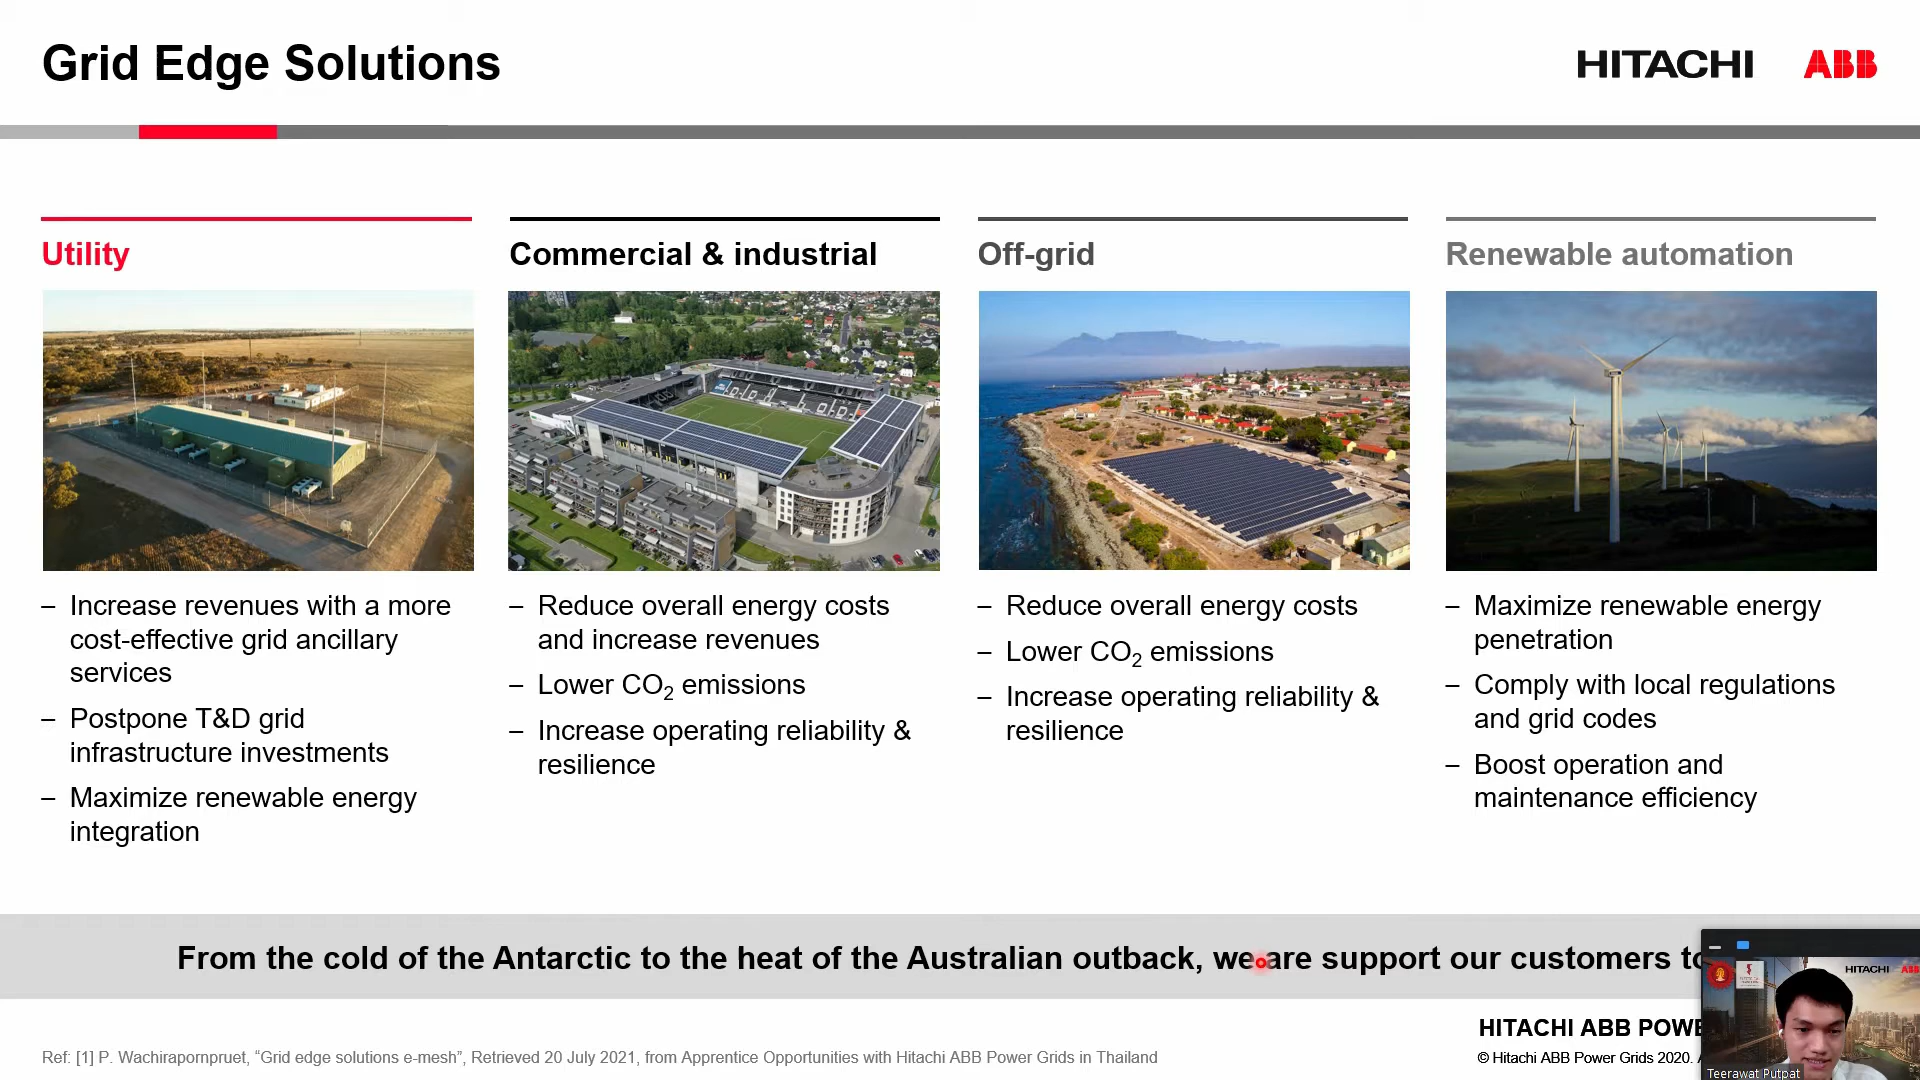 Grid Edge Solutions
HITACHI ABB
Utility
Increase revenues with a more
cost-effective grid ancillary
services
Postpone T&D grid
infrastructure investments
Maximize renewable energy
integration
Commercial & industrial
Reduce overall energy costs
and increase revenues
Lower CO₂ emissions
Increase operating reliability &
resilience
Off-grid
Reduce overall energy costs
Lower CO₂ emissions
Increase operating reliability &
resilience
Renewable automation
Maximize renewable energy
penetration
Comply with local regulations
and grid codes
Boost operation and
maintenance efficiency
From the cold of the Antarctic to the heat of the Australian outback, we are support our customers to
HITACHI ABB POWE
© Hitachi ABB Power Grids 2020.
Ref: [1] P. Wachirapornpruet, “Grid edge solutions e-mesh”, Retrieved 20 July 2021, from Apprentice Opportunities with Hitachi ABB Power Grids in Thailand
HITACHI ABB
Teerawat Putpat